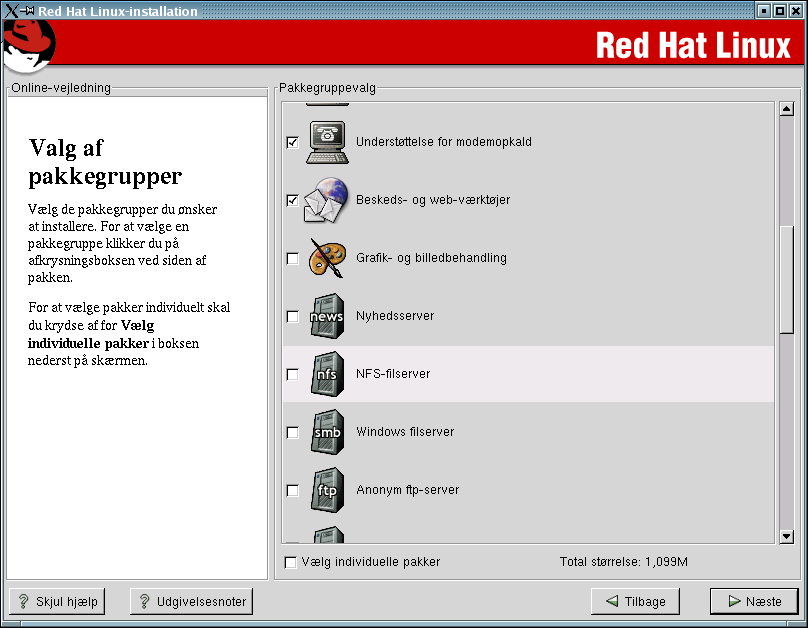 Red Hat Linux-installation
Red Hat Linux
Online-vejledning
Valg af
pakkegrupper
Vælg de pakkegrupper du ønsker
at installere. For at vælge en
pakkegruppe klikker du på
afkrysningsboksen ved siden af
pakken.
For at vælge pakker individuelt skal
du krydse af for Vælg
individuelle pakker i boksen
nederst på skærmen.
Pakkegruppevalg
Understøttelse for modemopkald
Beskeds- og web-værktøjer
Grafik- og billedbehandling
news
Nyhedsserver
nfs
NFS-filserver
smb
Windows filserver
ftp
Anonym ftp-server
Vælg individuelle pakker
Total størrelse: 1,099M
? Skjul hjælp
? Udgivelsesnoter
Tilbage
Næste